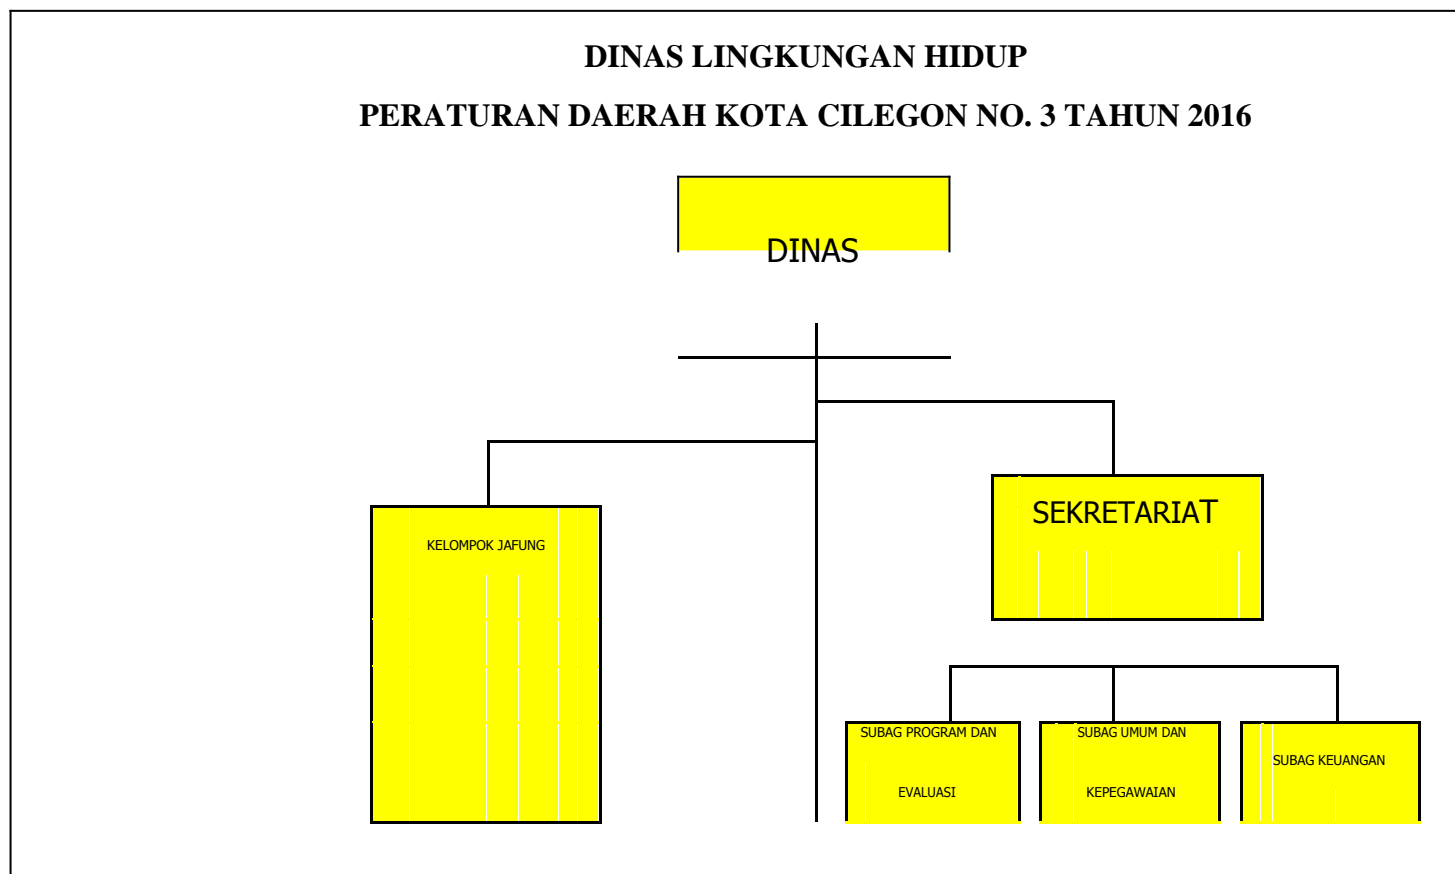 DINAS LINGKUNGAN HIDUP
PERATURAN DAERAH KOTA CILEGON NO. 3 TAHUN 2016
DINAS
SEKRETARIAT
KELOMPOK JAFUNG
SUBAG PROGRAM DAN
EVALUASI
SUBAG UMUM DAN
KEPEGAWAIAN
SUBAG KEUANGAN